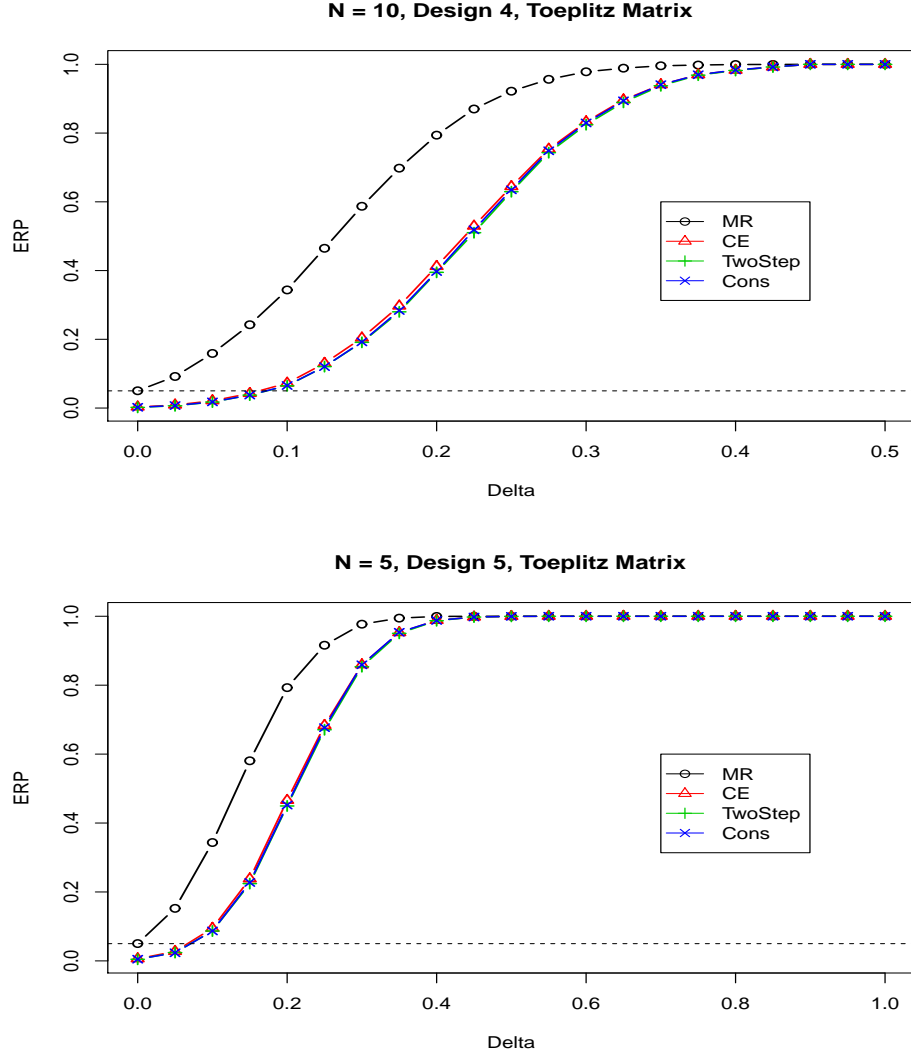 N = 10, Design 4, Toeplitz Matrix
ERP
1.0
0.8
0.6
0.4
0.2
0.0
MR
CE
TwoStep
Cons
0.0 0.1 0.2 0.3 0.4 0.5
Delta
N = 5, Design 5, Toeplitz Matrix
ERP
1.0
0.8
0.6
0.4
0.2
0.0
MR
CE
TwoStep
Cons
0.0 0.2 0.4 0.6 0.8 1.0
Delta